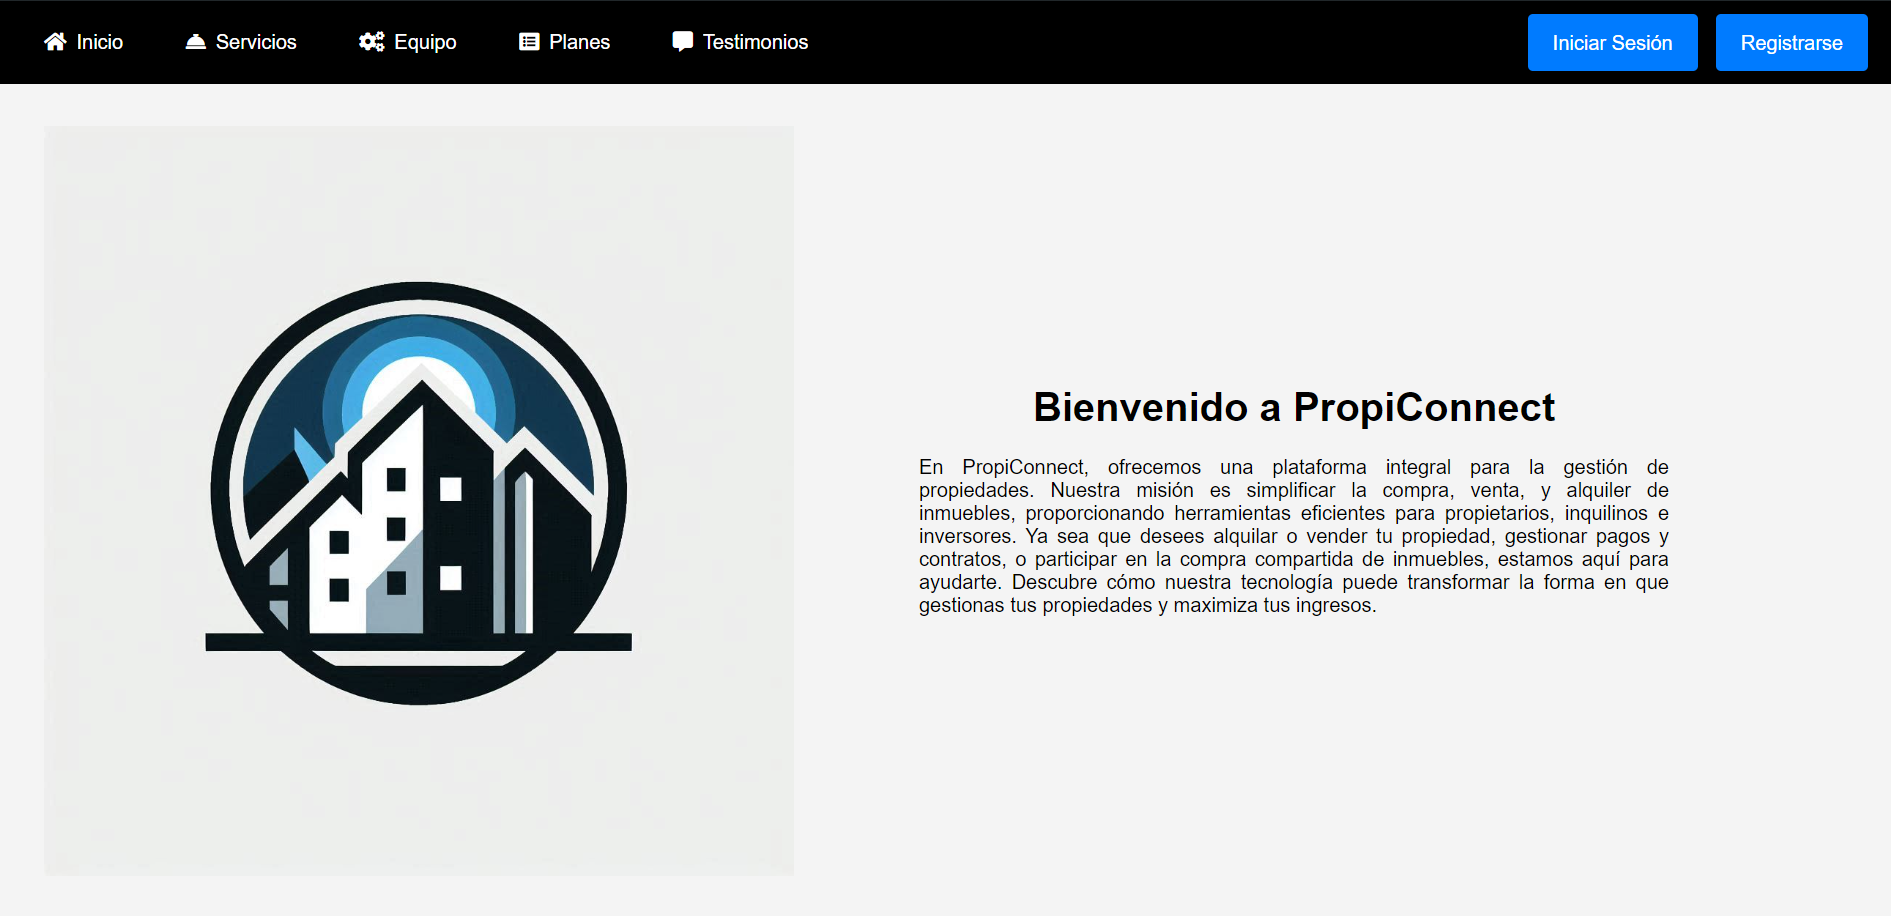 Inicio
Servicios
Equipo
Planes
Testimonios
Iniciar Sesión
Registrarse
Bienvenido a PropiConnect
En PropiConnect, ofrecemos una plataforma integral para la gestión de
propiedades. Nuestra misión es simplificar la compra, venta, y alquiler de
inmuebles, proporcionando herramientas eficientes para propietarios, inquilinos e
inversores. Ya sea que desees alquilar o vender tu propiedad, gestionar pagos y
contratos, o participar en la compra compartida de inmuebles, estamos aquí para
ayudarte. Descubre cómo nuestra tecnología puede transformar la forma en que
gestionas tus propiedades y maximiza tus ingresos.